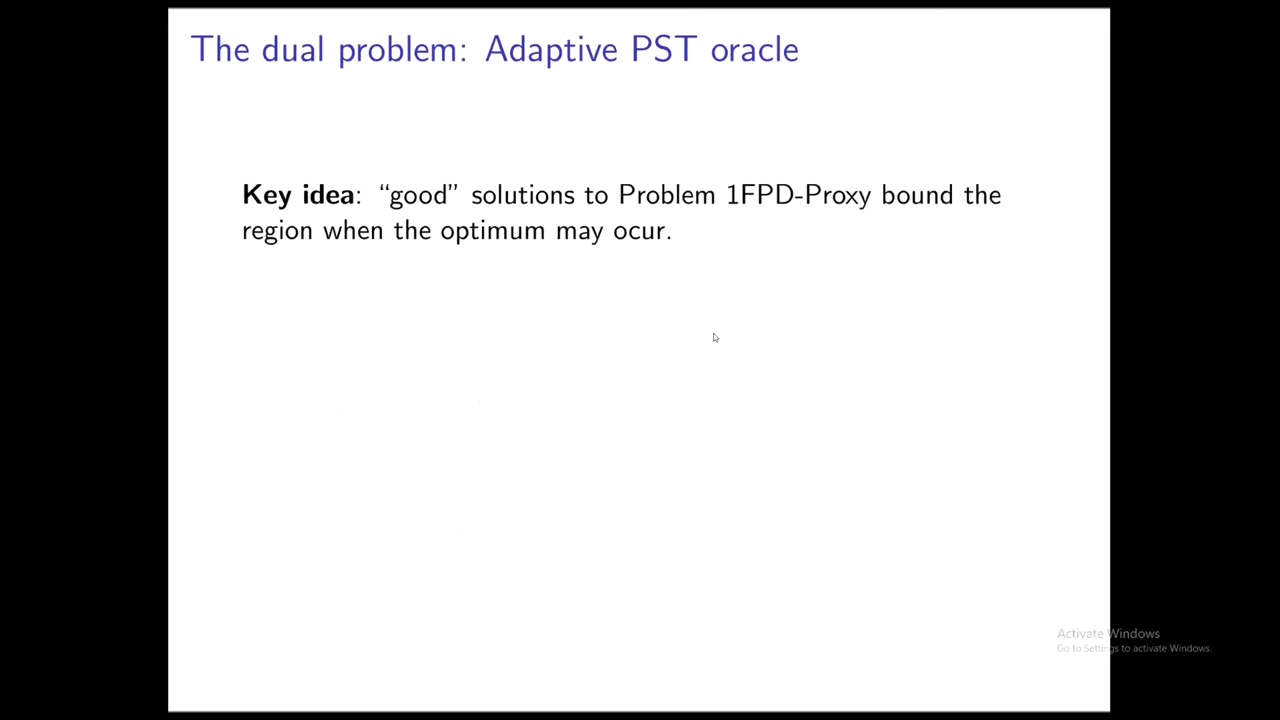 The dual problem: Adaptive PST oracle
Key idea: “good” solutions to Problem 1FPD-Proxy bound the
region when the optimum may ocur.
Activate Windows
Go to Settings to activate Windows.